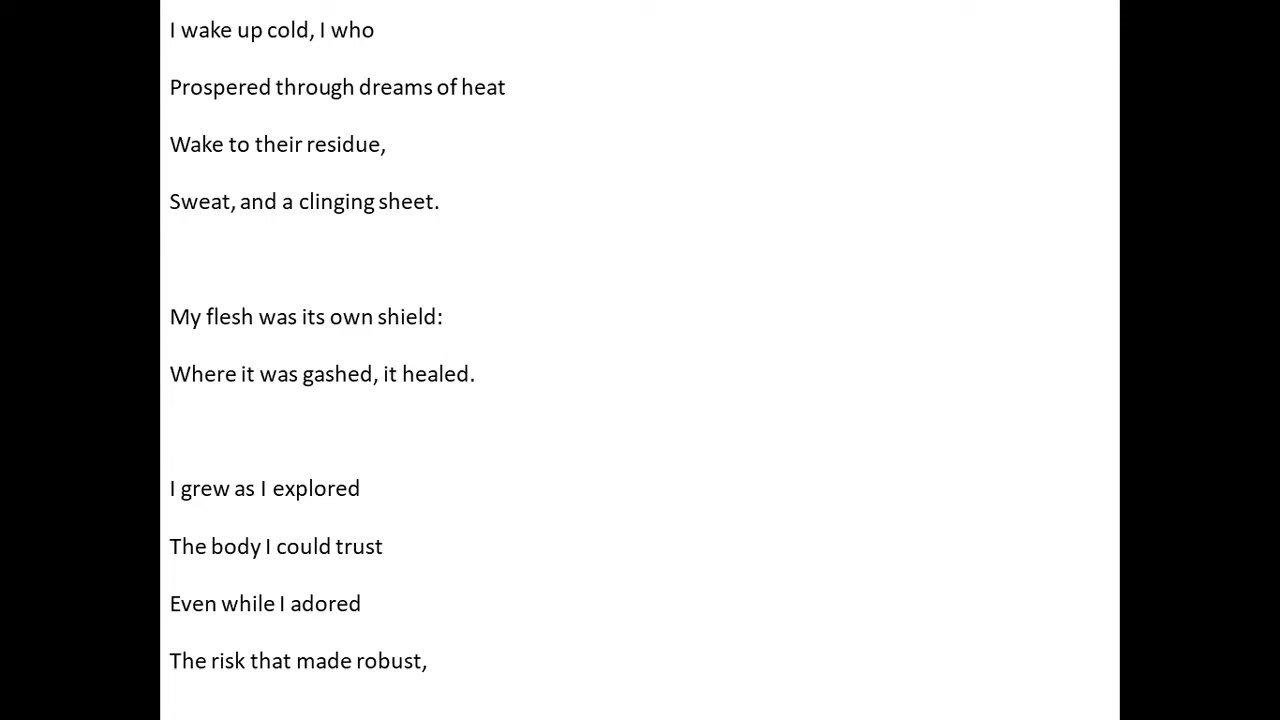 I wake up cold, I who
Prospered through dreams of heat
Wake to their residue,
Sweat, and a clinging sheet.
My flesh was its own shield:
Where it was gashed, it healed.
I grew as I explored
The body I could trust
Even while I adored
The risk that made robust,